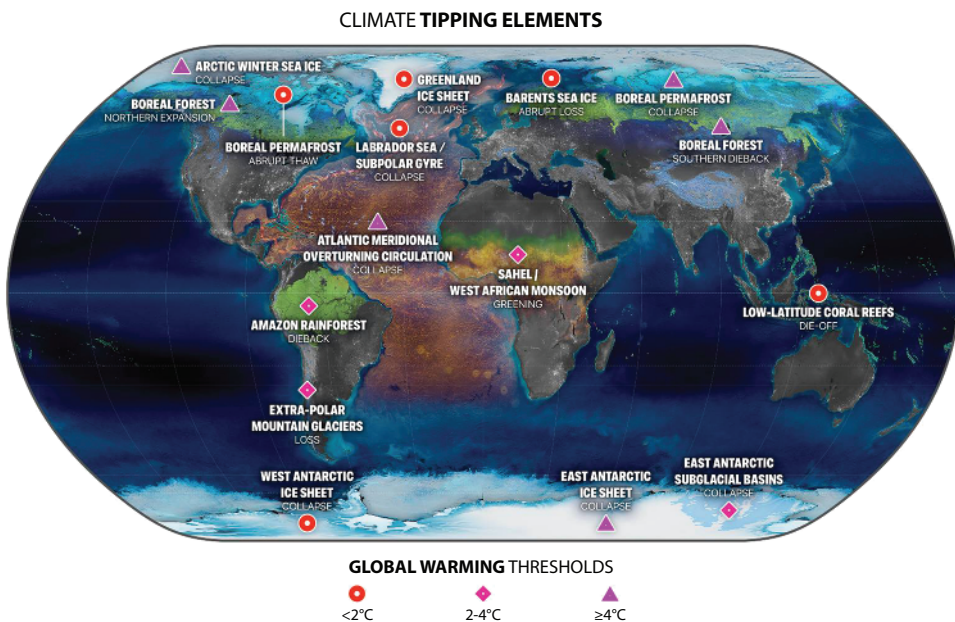 CLIMATE TIPPING ELEMENTS
ARCTIC WINTER SEA ICE
COLLAPSE
BOREAL FOREST
NORTHERN EXPANSION
BOREAL PERMAFROST
ABRUPT THAW
GREENLAND
ICE SHEET
COLLAPSE
LABRADOR SEA /
SUBPOLAR GYRE
COLLAPSE
BARENTS SEA ICE
ABRUPT LOSS
BOREAL PERMAFROST
COLLAPSE
BOREAL FOREST
SOUTHERN DIEBACK
ATLANTIC MERIDIONAL
OVERTURNING CIRCULATION
COLLAPSE
SAHEL /
WEST AFRICAN MONSOON
GREENING
LOW-LATITUDE CORAL REEFS
DIE-OFF
AMAZON RAINFOREST
DIEBACK
EXTRA-POLAR
MOUNTAIN GLACIERS
LOSS
WEST ANTARCTIC
ICE SHEET
COLLAPSE
EAST ANTARCTIC
ICE SHEET
COLLAPSE
EAST ANTARCTIC
SUBGLACIAL BASINS
COLLAPSE
GLOBAL WARMING THRESHOLDS
<2°C
2-4°C
≥4°C